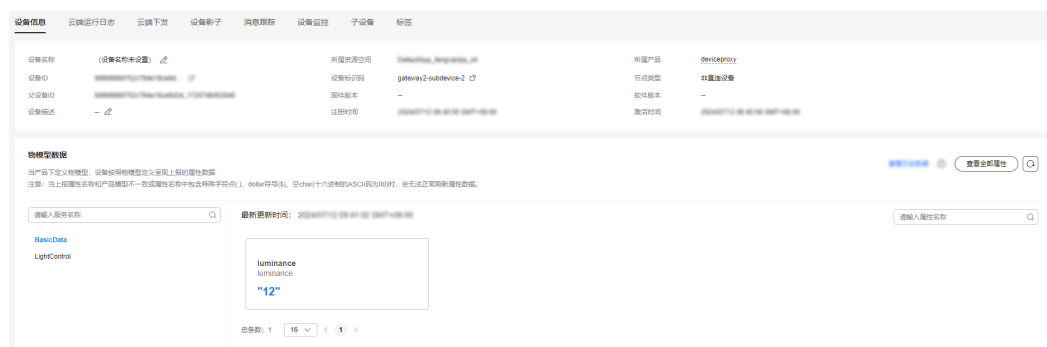 设备信息 云端运行日志 云端下发 设备影子 消息跟踪 设备监控 子设备 标签
设备名称 (设备名称未设置) 所属资源空间 所属产品 deviceproxy
设备ID 设备标识码 gateway2-subdevice-2 节点类型 非直连设备
父设备ID 固件版本 -- 软件版本 --
设备描述 -- 注册时间 激活时间
物模型数据
查看全部属性
当产品下定义物模型，设备按照物模型定义呈现上报的属性数据
注意：当上报属性名称和产品模型不一致或属性名称中包含特殊字符点(.)、dollar符号($)、空char(十六进制的ASCII码为00)时，会无法正常刷新属性数据。
请输入服务名称 最新更新时间： 请输入属性名称
BasicData
LightControl
luminance
luminance
"12"
总条数：1 16 < 1 >